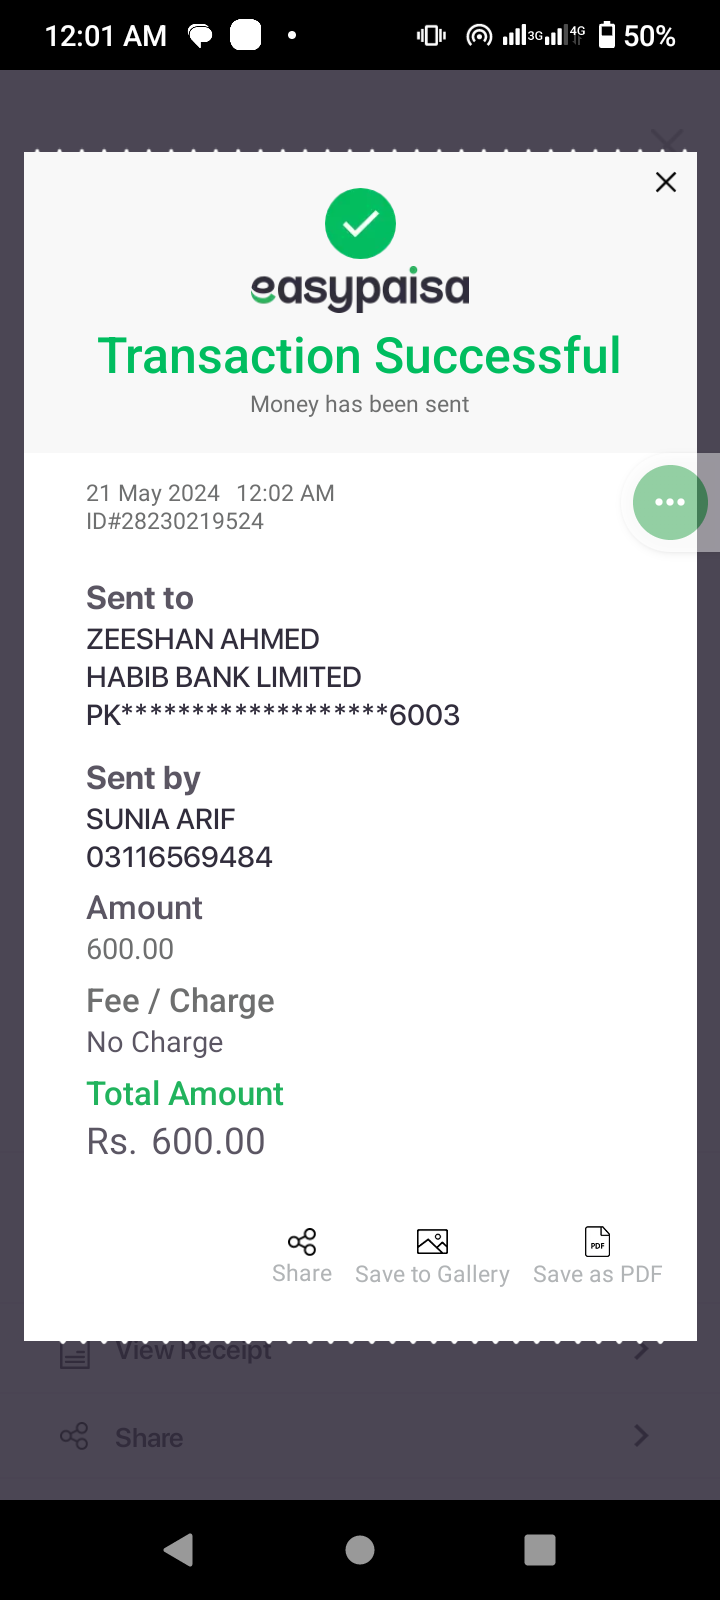 12:01 AM 3G 4G 50%
easypaisa
Transaction Successful
Money has been sent
21 May 2024 12:02 AM
ID#28230219524
Sent to
ZEESHAN AHMED
HABIB BANK LIMITED
PK*******************6003
Sent by
SUNIA ARIF
03116569484
Amount
600.00
Fee / Charge
No Charge
Total Amount
Rs. 600.00
PDF
Share Save to Gallery Save as PDF
View Receipt
Share